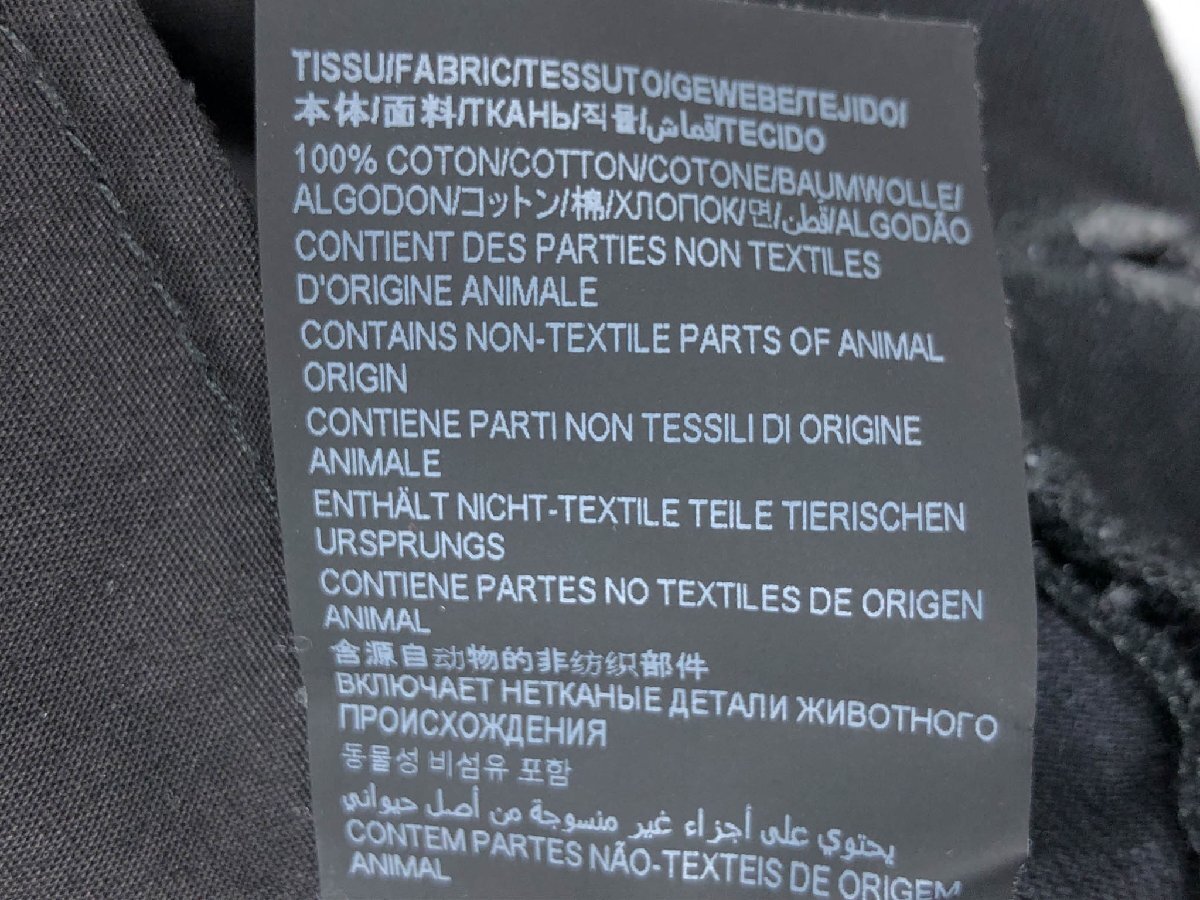 TISSU/FABRIC/TESSUTO/GEWEBE/TEJIDO/
本体/面料/ТКАНЬ/직물/قماش/TECIDO
100% COTON/COTTON/COTONE/BAUMWOLLE/
ALGODON/コットン/棉/ХЛОПОК/면/قطن/ALGODÃO
CONTIENT DES PARTIES NON TEXTILES
D'ORIGINE ANIMALE
CONTAINS NON-TEXTILE PARTS OF ANIMAL
ORIGIN
CONTIENE PARTI NON TESSILI DI ORIGINE
ANIMALE
ENTHÄLT NICHT-TEXTILE TEILE TIERISCHEN
URSPRUNGS
CONTIENE PARTES NO TEXTILES DE ORIGEN
ANIMAL
含源自动物的非纺织部件
ВКЛЮЧАЕТ НЕТКАНЫЕ ДЕТАЛИ ЖИВОТНОГО
ПРОИСХОЖДЕНИЯ
동물성 비섬유 포함
يحتوي على أجزاء غير منسوجة من أصل حيواني
CONTEM PARTES NÃO-TEXTEIS DE ORIGEM
ANIMAL